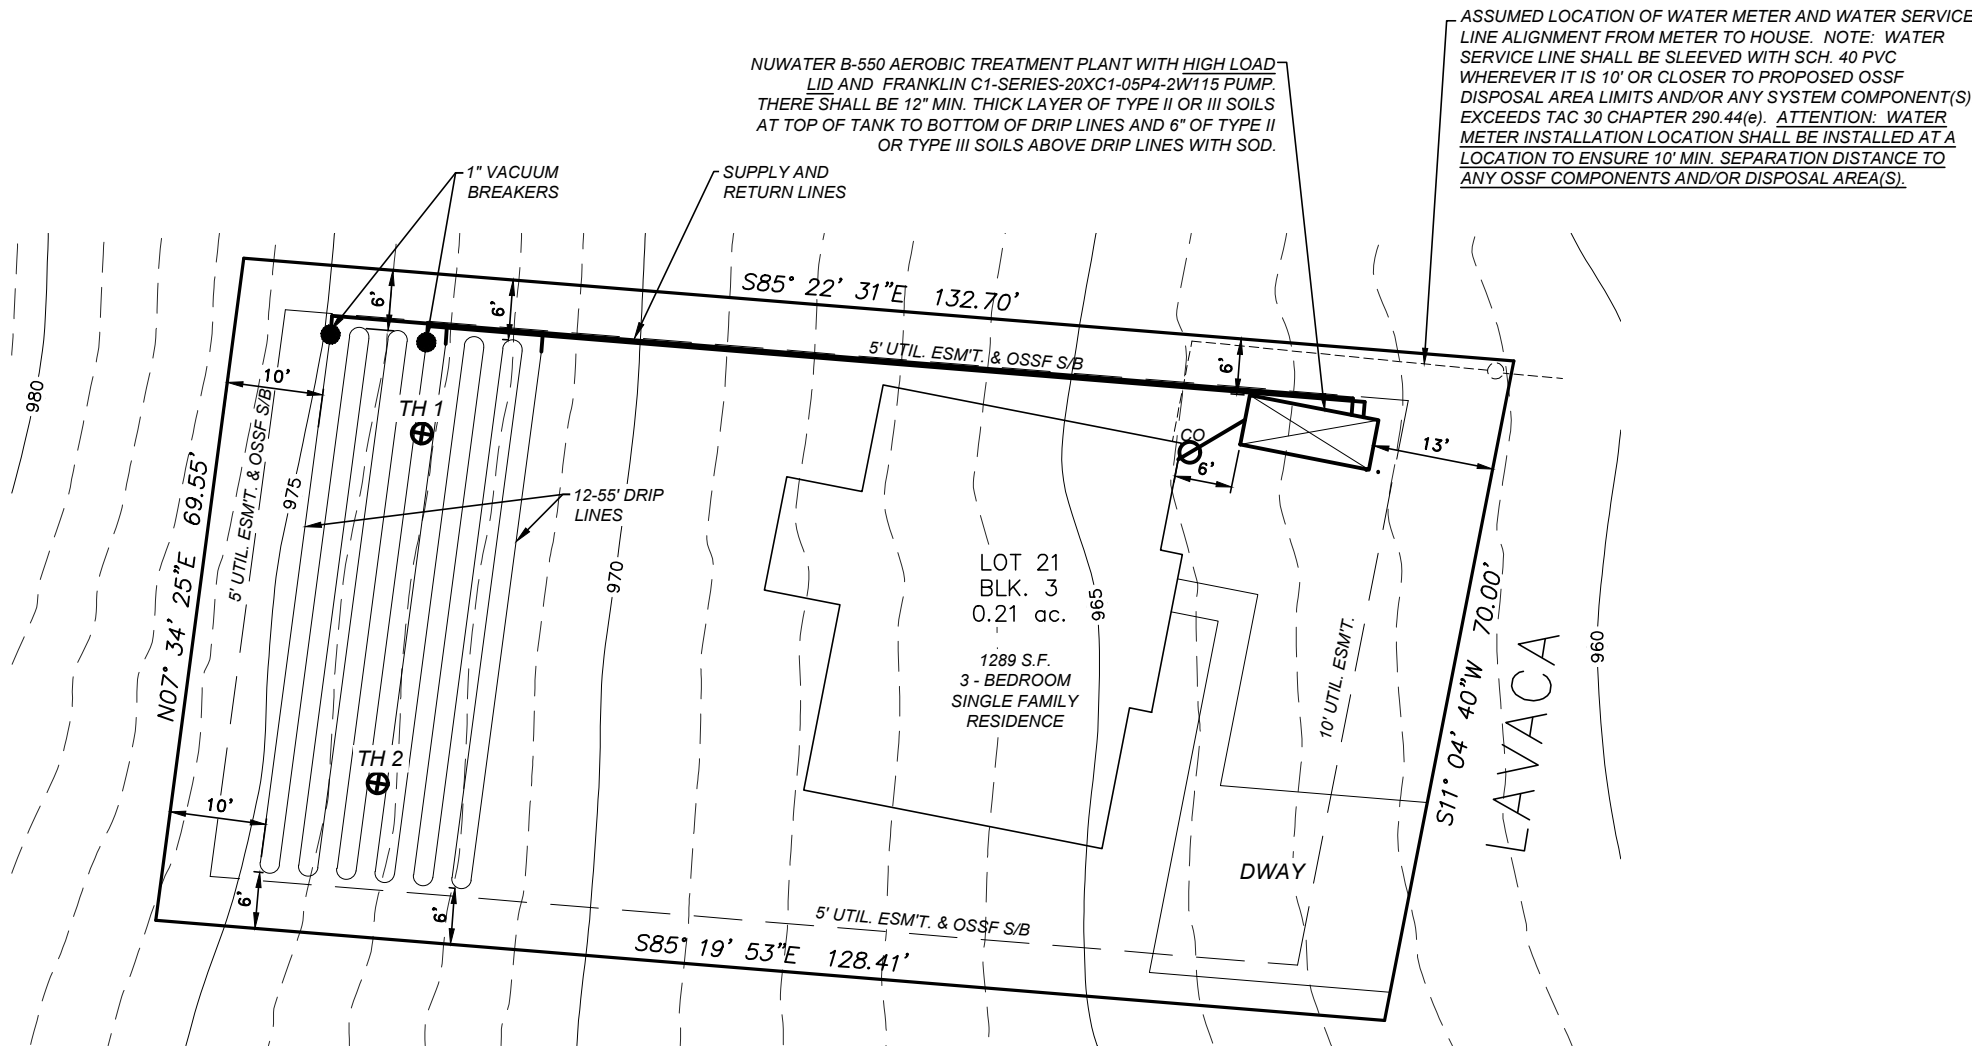 ASSUMED LOCATION OF WATER METER AND WATER SERVICE
LINE ALIGNMENT FROM METER TO HOUSE. NOTE: WATER
SERVICE LINE SHALL BE SLEEVED WITH SCH. 40 PVC
WHEREVER IT IS 10' OR CLOSER TO PROPOSED OSSF
DISPOSAL AREA LIMITS AND/OR ANY SYSTEM COMPONENT(S)
EXCEEDS TAC 30 CHAPTER 290.44(e). ATTENTION: WATER
METER INSTALLATION LOCATION SHALL BE INSTALLED AT A
LOCATION TO ENSURE 10' MIN. SEPARATION DISTANCE TO
ANY OSSF COMPONENTS AND/OR DISPOSAL AREA(S).
NUWATER B-550 AEROBIC TREATMENT PLANT WITH HIGH LOAD
LID AND FRANKLIN C1-SERIES-20XC1-05P4-2W115 PUMP.
THERE SHALL BE 12" MIN. THICK LAYER OF TYPE II OR III SOILS
AT TOP OF TANK TO BOTTOM OF DRIP LINES AND 6" OF TYPE II
OR TYPE III SOILS ABOVE DRIP LINES WITH SOD.
1" VACUUM
BREAKERS
SUPPLY AND
RETURN LINES
S85° 22' 31"E 132.70'
6'
6'
5' UTIL. ESM'T. & OSSF S/B
6'
10'
980
TH 1
CO
13'
6'
5' UTIL. ESM'T. & OSSF S/B
975
N07° 34' 25"E 69.55'
12-55' DRIP
LINES
970
LOT 21
BLK. 3
0.21 ac.
965
1289 S.F.
3 - BEDROOM
SINGLE FAMILY
RESIDENCE
10' UTIL. ESM'T.
S11° 04' 40"W 70.00'
LAVACA
960
TH 2
10'
DWAY
6'
6'
5' UTIL. ESM'T. & OSSF S/B
S85° 19' 53"E 128.41'